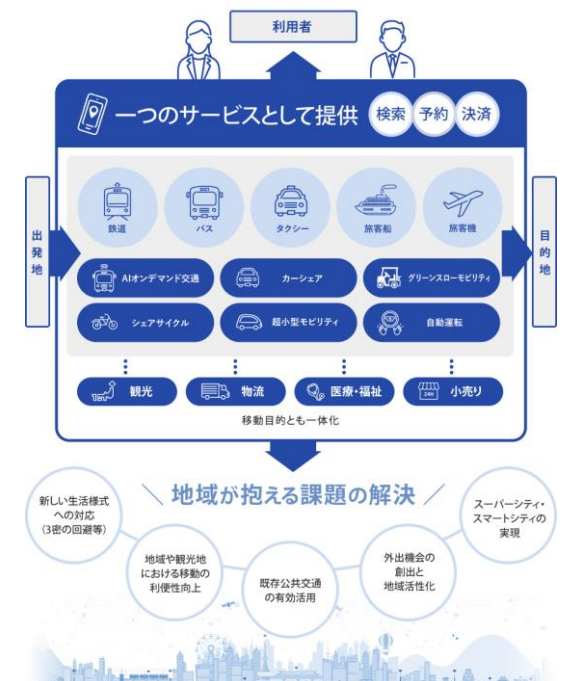 利用者
一つのサービスとして提供
検索
予約
決済
出発地
目的地
鉄道
バス
タクシー
旅客船
旅客機
AIオンデマンド交通
カーシェア
グリーンスローモビリティ
シェアサイクル
超小型モビリティ
自動運転
観光
物流
医療・福祉
24H
小売り
移動目的とも一体化
地域が抱える課題の解決
新しい生活様式
への対応
（3密の回避等）
地域や観光地
における移動の
利便性向上
既存公共交通
の有効活用
外出機会の
創出と
地域活性化
スーパーシティ・
スマートシティの
実現